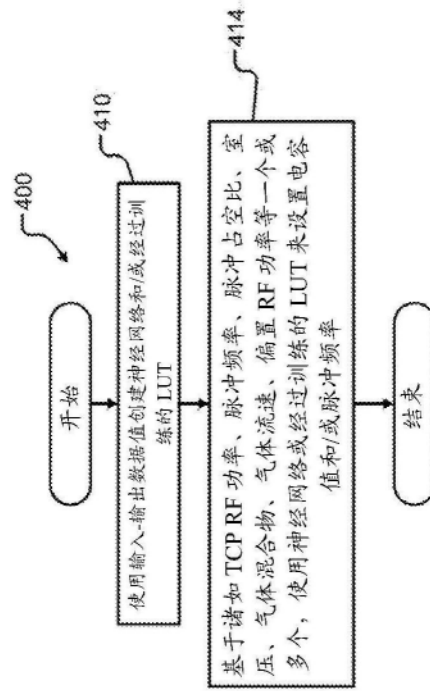 400
开始
410
使用输入-输出数据值创建神经网络和/或经过训
练的 LUT
414
基于诸如 TCP RF 功率、脉冲频率、脉冲占空比、室
压、气体混合物、气体流速、偏置 RF 功率等一个或
多个，使用神经网络或经过训练的 LUT 来设置电容
值和/或脉冲频率
结束